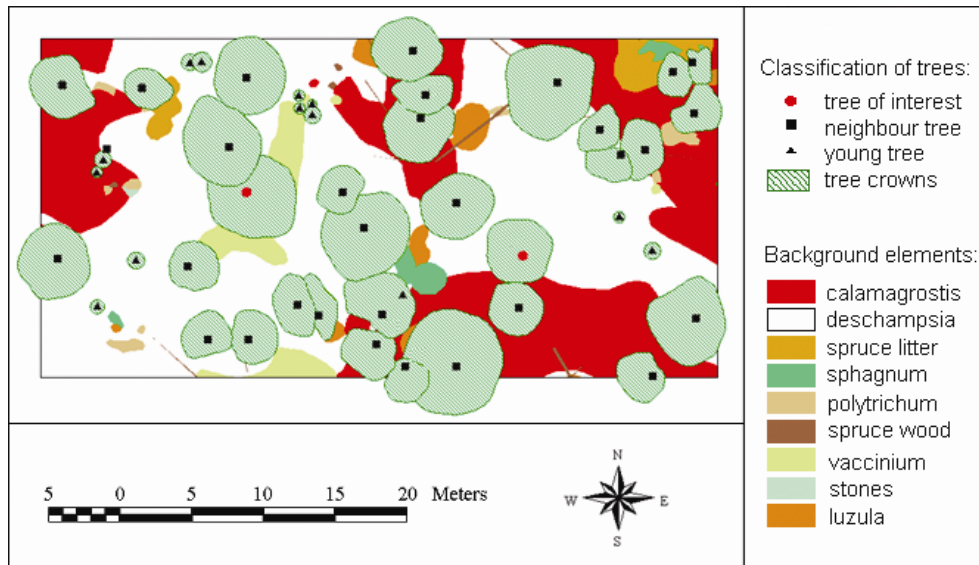 Classification of trees:
tree of interest
neighbour tree
young tree
tree crowns
Background elements:
calamagrostis
deschampsia
spruce litter
sphagnum
polytrichum
spruce wood
vaccinium
stones
luzula
5 0 5 10 15 20 Meters
N
W E
S